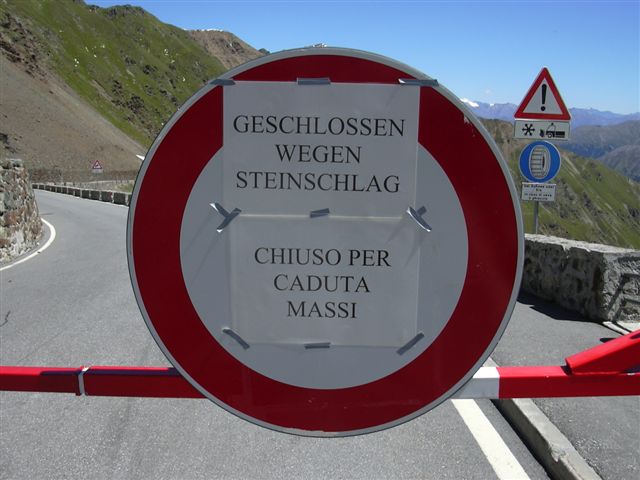 GESCHLOSSEN
WEGEN
STEINSCHLAG
CHIUSO PER
CADUTA
MASSI